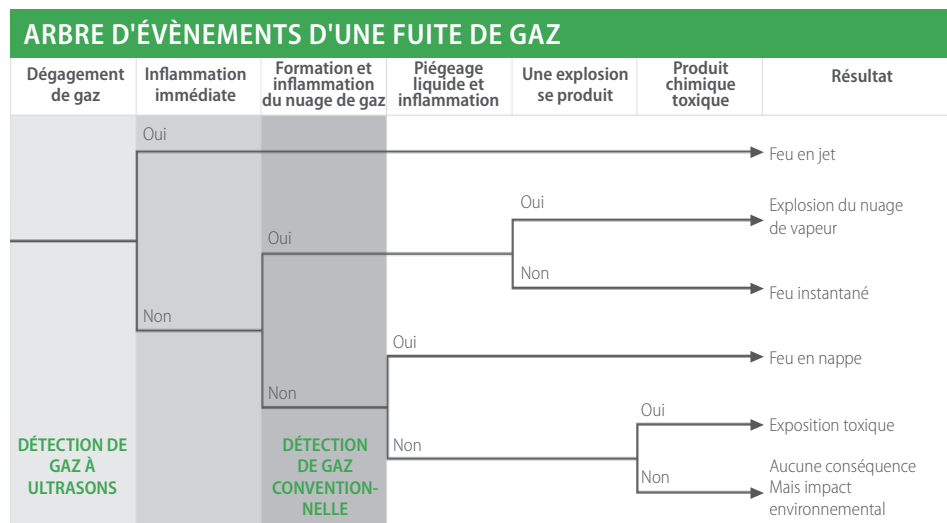 ARBRE D'ÉVÈNEMENTS D'UNE FUITE DE GAZ
Dégagement
de gaz
Inflammation
immédiate
Formation et
inflammation
du nuage de gaz
Piégeage
liquide et
inflammation
Une explosion
se produit
Produit
chimique
toxique
Résultat
Oui
Feu en jet
Oui
Explosion du nuage
de vapeur
Oui
Non
Feu instantané
Non
Oui
Feu en nappe
Non
Oui
Exposition toxique
Non
Non
Aucune conséquence
Mais impact
environnemental
DÉTECTION DE
GAZ À
ULTRASONS
DÉTECTION
DE GAZ
CONVENTION-
NELLE